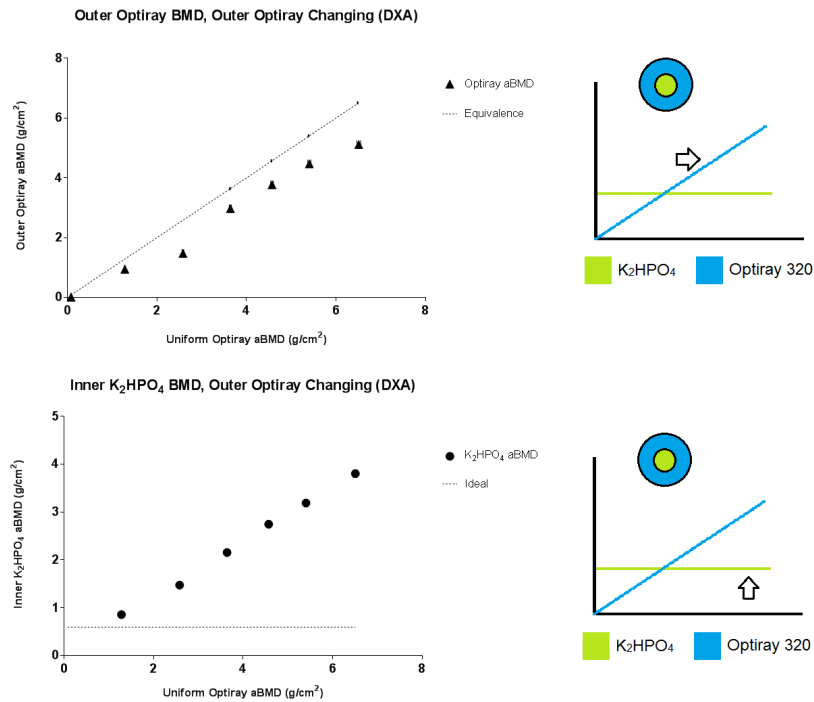 Outer Optiray BMD, Outer Optiray Changing (DXA)
Outer Optiray aBMD (g/cm²)
8
6
4
2
0
0 2 4 6 8
Uniform Optiray aBMD (g/cm²)
Optiray aBMD
Equivalence
K₂HPO₄ Optiray 320
Inner K₂HPO₄ BMD, Outer Optiray Changing (DXA)
Inner K₂HPO₄ aBMD (g/cm²)
5
4
3
2
1
0
0 2 4 6 8
Uniform Optiray aBMD (g/cm²)
K₂HPO₄ aBMD
Ideal
K₂HPO₄ Optiray 320